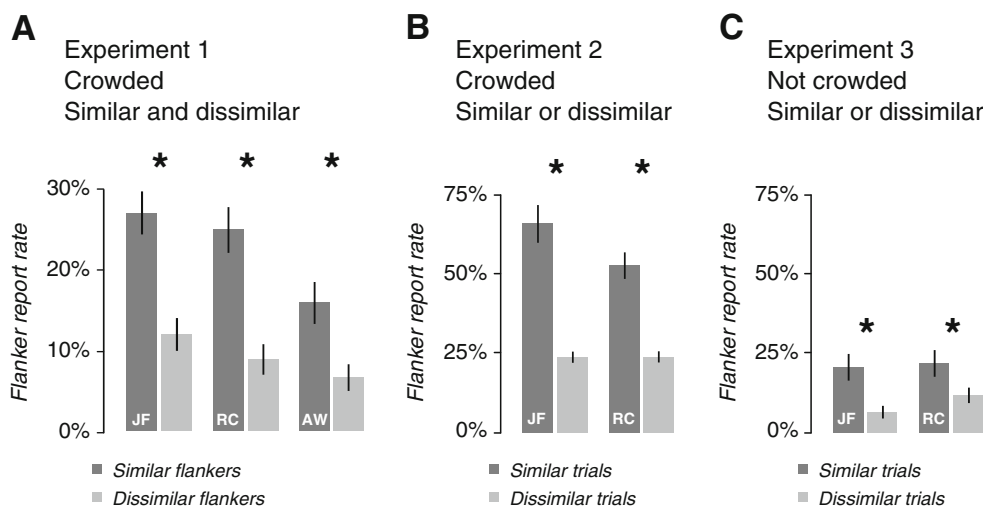 A
Experiment 1
Crowded
Similar and dissimilar
Flanker report rate
30%
20%
10%
0%
*
*
*
JF
RC
AW
Similar flankers
Dissimilar flankers
B
Experiment 2
Crowded
Similar or dissimilar
Flanker report rate
75%
50%
25%
0%
*
*
JF
RC
Similar trials
Dissimilar trials
C
Experiment 3
Not crowded
Similar or dissimilar
Flanker report rate
75%
50%
25%
0%
*
*
JF
RC
Similar trials
Dissimilar trials